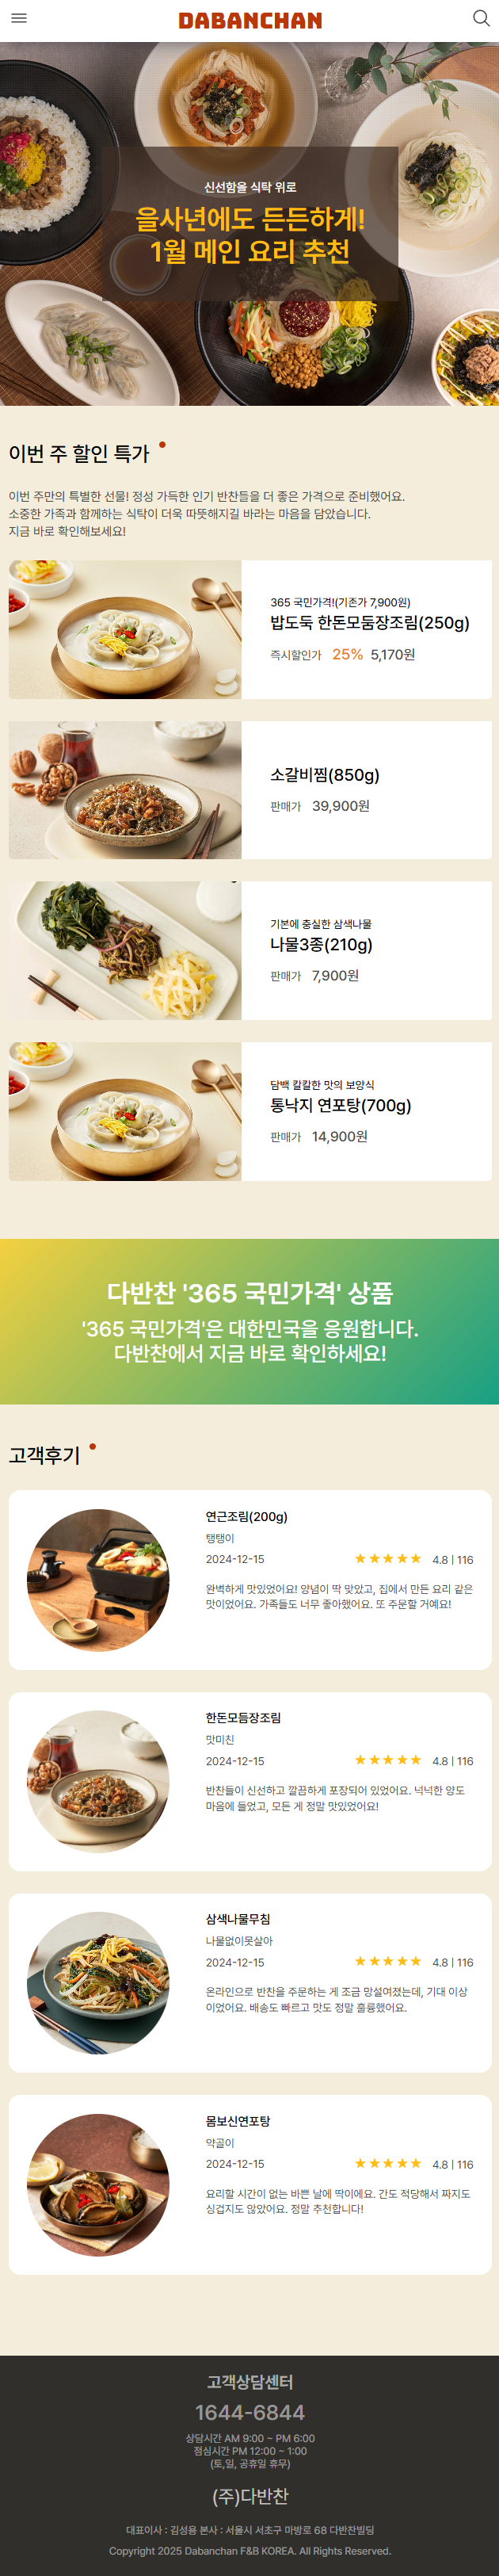 DABANCHAN
신선함을 식탁 위로
을사년에도 든든하게!
1월 메인 요리 추천
이번 주 할인 특가
이번 주만의 특별한 선물! 정성 가득한 인기 반찬들을 더 좋은 가격으로 준비했어요.
소중한 가족과 함께하는 식탁이 더욱 따뜻해지길 바라는 마음을 담았습니다.
지금 바로 확인해보세요!
365 국민가격!(기존가 7,900원)
밥도둑 한돈모둠장조림(250g)
즉시할인가 25% 5,170원
소갈비찜(850g)
판매가 39,900원
기본에 충실한 삼색나물
나물3종(210g)
판매가 7,900원
담백 칼칼한 맛의 보양식
통낙지 연포탕(700g)
판매가 14,900원
다반찬 '365 국민가격' 상품
'365 국민가격'은 대한민국을 응원합니다.
다반찬에서 지금 바로 확인하세요!
고객후기
연근조림(200g)
탱탱이
2024-12-15 ★★★★★ 4.8 | 116
완벽하게 맛있었어요! 양념이 딱 맞았고, 집에서 만든 요리 같은
맛이었어요. 가족들도 너무 좋아했어요. 또 주문할 거예요!
한돈모듬장조림
맛미친
2024-12-15 ★★★★★ 4.8 | 116
반찬들이 신선하고 깔끔하게 포장되어 있었어요. 넉넉한 양도
마음에 들었고, 모든 게 정말 맛있었어요!
삼색나물무침
나물없이못살아
2024-12-15 ★★★★★ 4.8 | 116
온라인으로 반찬을 주문하는 게 조금 망설여졌는데, 기대 이상
이었어요. 배송도 빠르고 맛도 정말 훌륭했어요.
몸보신연포탕
약골이
2024-12-15 ★★★★★ 4.8 | 116
요리할 시간이 없는 바쁜 날에 딱이에요. 간도 적당해서 짜지도
싱겁지도 않았어요. 정말 추천합니다!
고객상담센터
1644-6844
상담시간 AM 9:00 ~ PM 6:00
점심시간 PM 12:00 ~ 1:00
(토,일, 공휴일 휴무)
(주)다반찬
대표이사 : 김성용 본사 : 서울시 서초구 마방로 68 다반찬빌딩
Copyright 2025 Dabanchan F&B KOREA. All Rights Reserved.